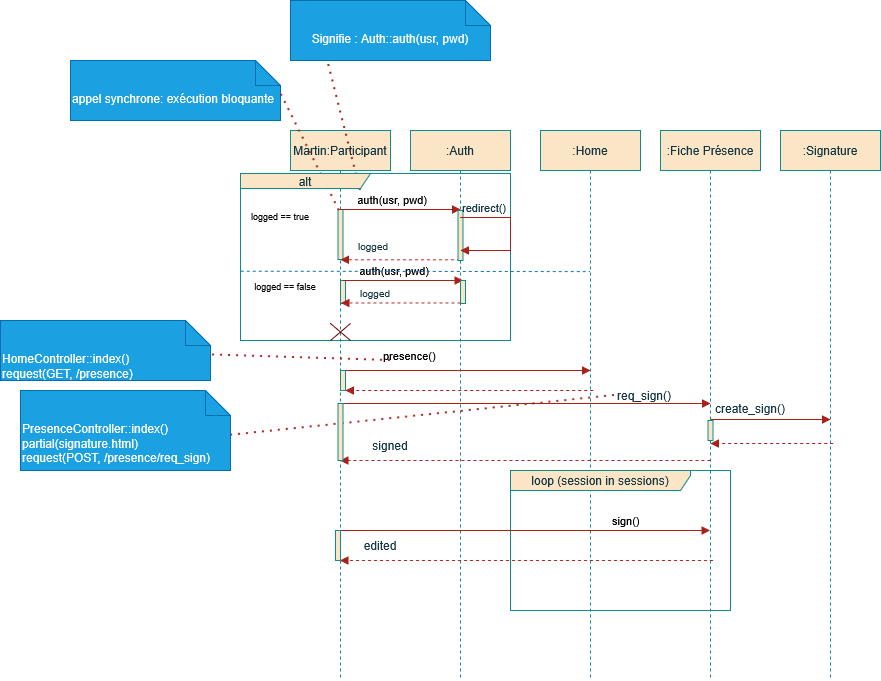 Signifie : Auth::auth(usr, pwd)
appel synchrone: exécution bloquante
Martin:Participant
:Auth
:Home
:Fiche Présence
:Signature
alt
auth(usr, pwd)
redirect()
logged == true
logged
auth(usr, pwd)
logged == false
logged
HomeController::index()
request(GET, /presence)
presence()
req_sign()
create_sign()
PresenceController::index()
partial(signature.html)
request(POST, /presence/req_sign)
signed
loop (session in sessions)
sign()
edited